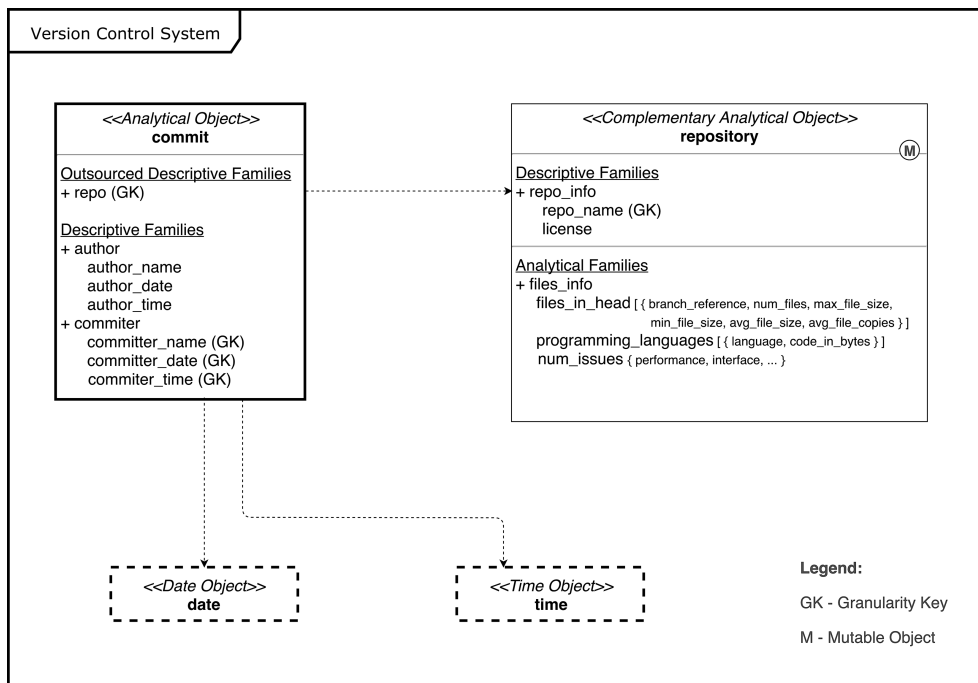 Version Control System
<<Analytical Object>>
commit
Outsourced Descriptive Families
+ repo (GK)
Descriptive Families
+ author
author_name
author_date
author_time
+ commiter
committer_name (GK)
committer_date (GK)
commiter_time (GK)
<<Complementary Analytical Object>>
repository
M
Descriptive Families
+ repo_info
repo_name (GK)
license
Analytical Families
+ files_info
files_in_head [ { branch_reference, num_files, max_file_size,
min_file_size, avg_file_size, avg_file_copies } ]
programming_languages [ { language, code_in_bytes } ]
num_issues { performance, interface, ... }
<<Date Object>>
date
<<Time Object>>
time
Legend:
GK - Granularity Key
M - Mutable Object